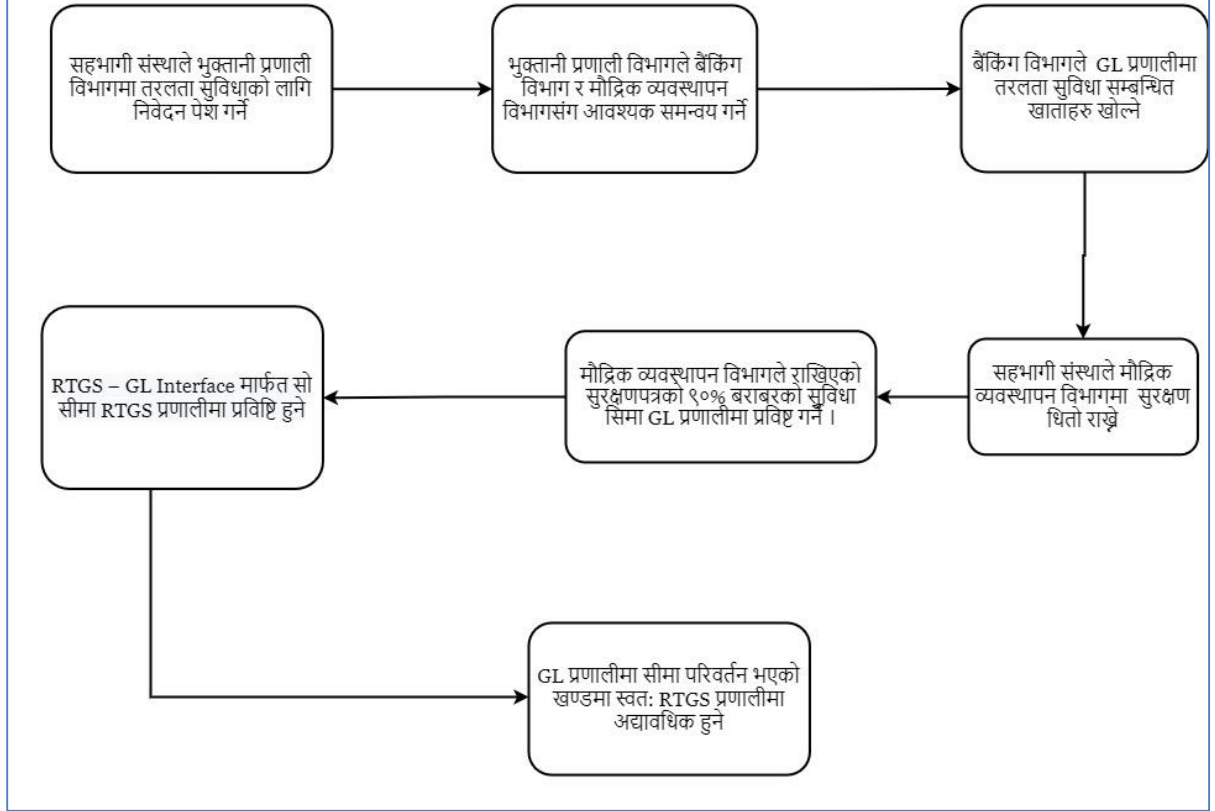 सहभागी संस्थाले भुक्तानी प्रणाली
विभागमा तरलता सुविधाको लागि
निवेदन पेश गर्ने
भुक्तानी प्रणाली विभागले बैंकिंग
विभाग र मौद्रिक व्यवस्थापन
विभागसंग आवश्यक समन्वय गर्ने
बैंकिंग विभागले GL प्रणालीमा
तरलता सुविधा सम्बन्धित
खाताहरु खोल्ने
सहभागी संस्थाले मौद्रिक
व्यवस्थापन विभागमा सुरक्षण
धितो राख्ने
मौद्रिक व्यवस्थापन विभागले राखिएको
सुरक्षणपत्रको ९०% बराबरको सुविधा
सिमा GL प्रणालीमा प्रविष्ट गर्ने ।
RTGS – GL Interface मार्फत सो
सीमा RTGS प्रणालीमा प्रविष्टि हुने
GL प्रणालीमा सीमा परिवर्तन भएको
खण्डमा स्वत: RTGS प्रणालीमा
अद्यावधिक हुने